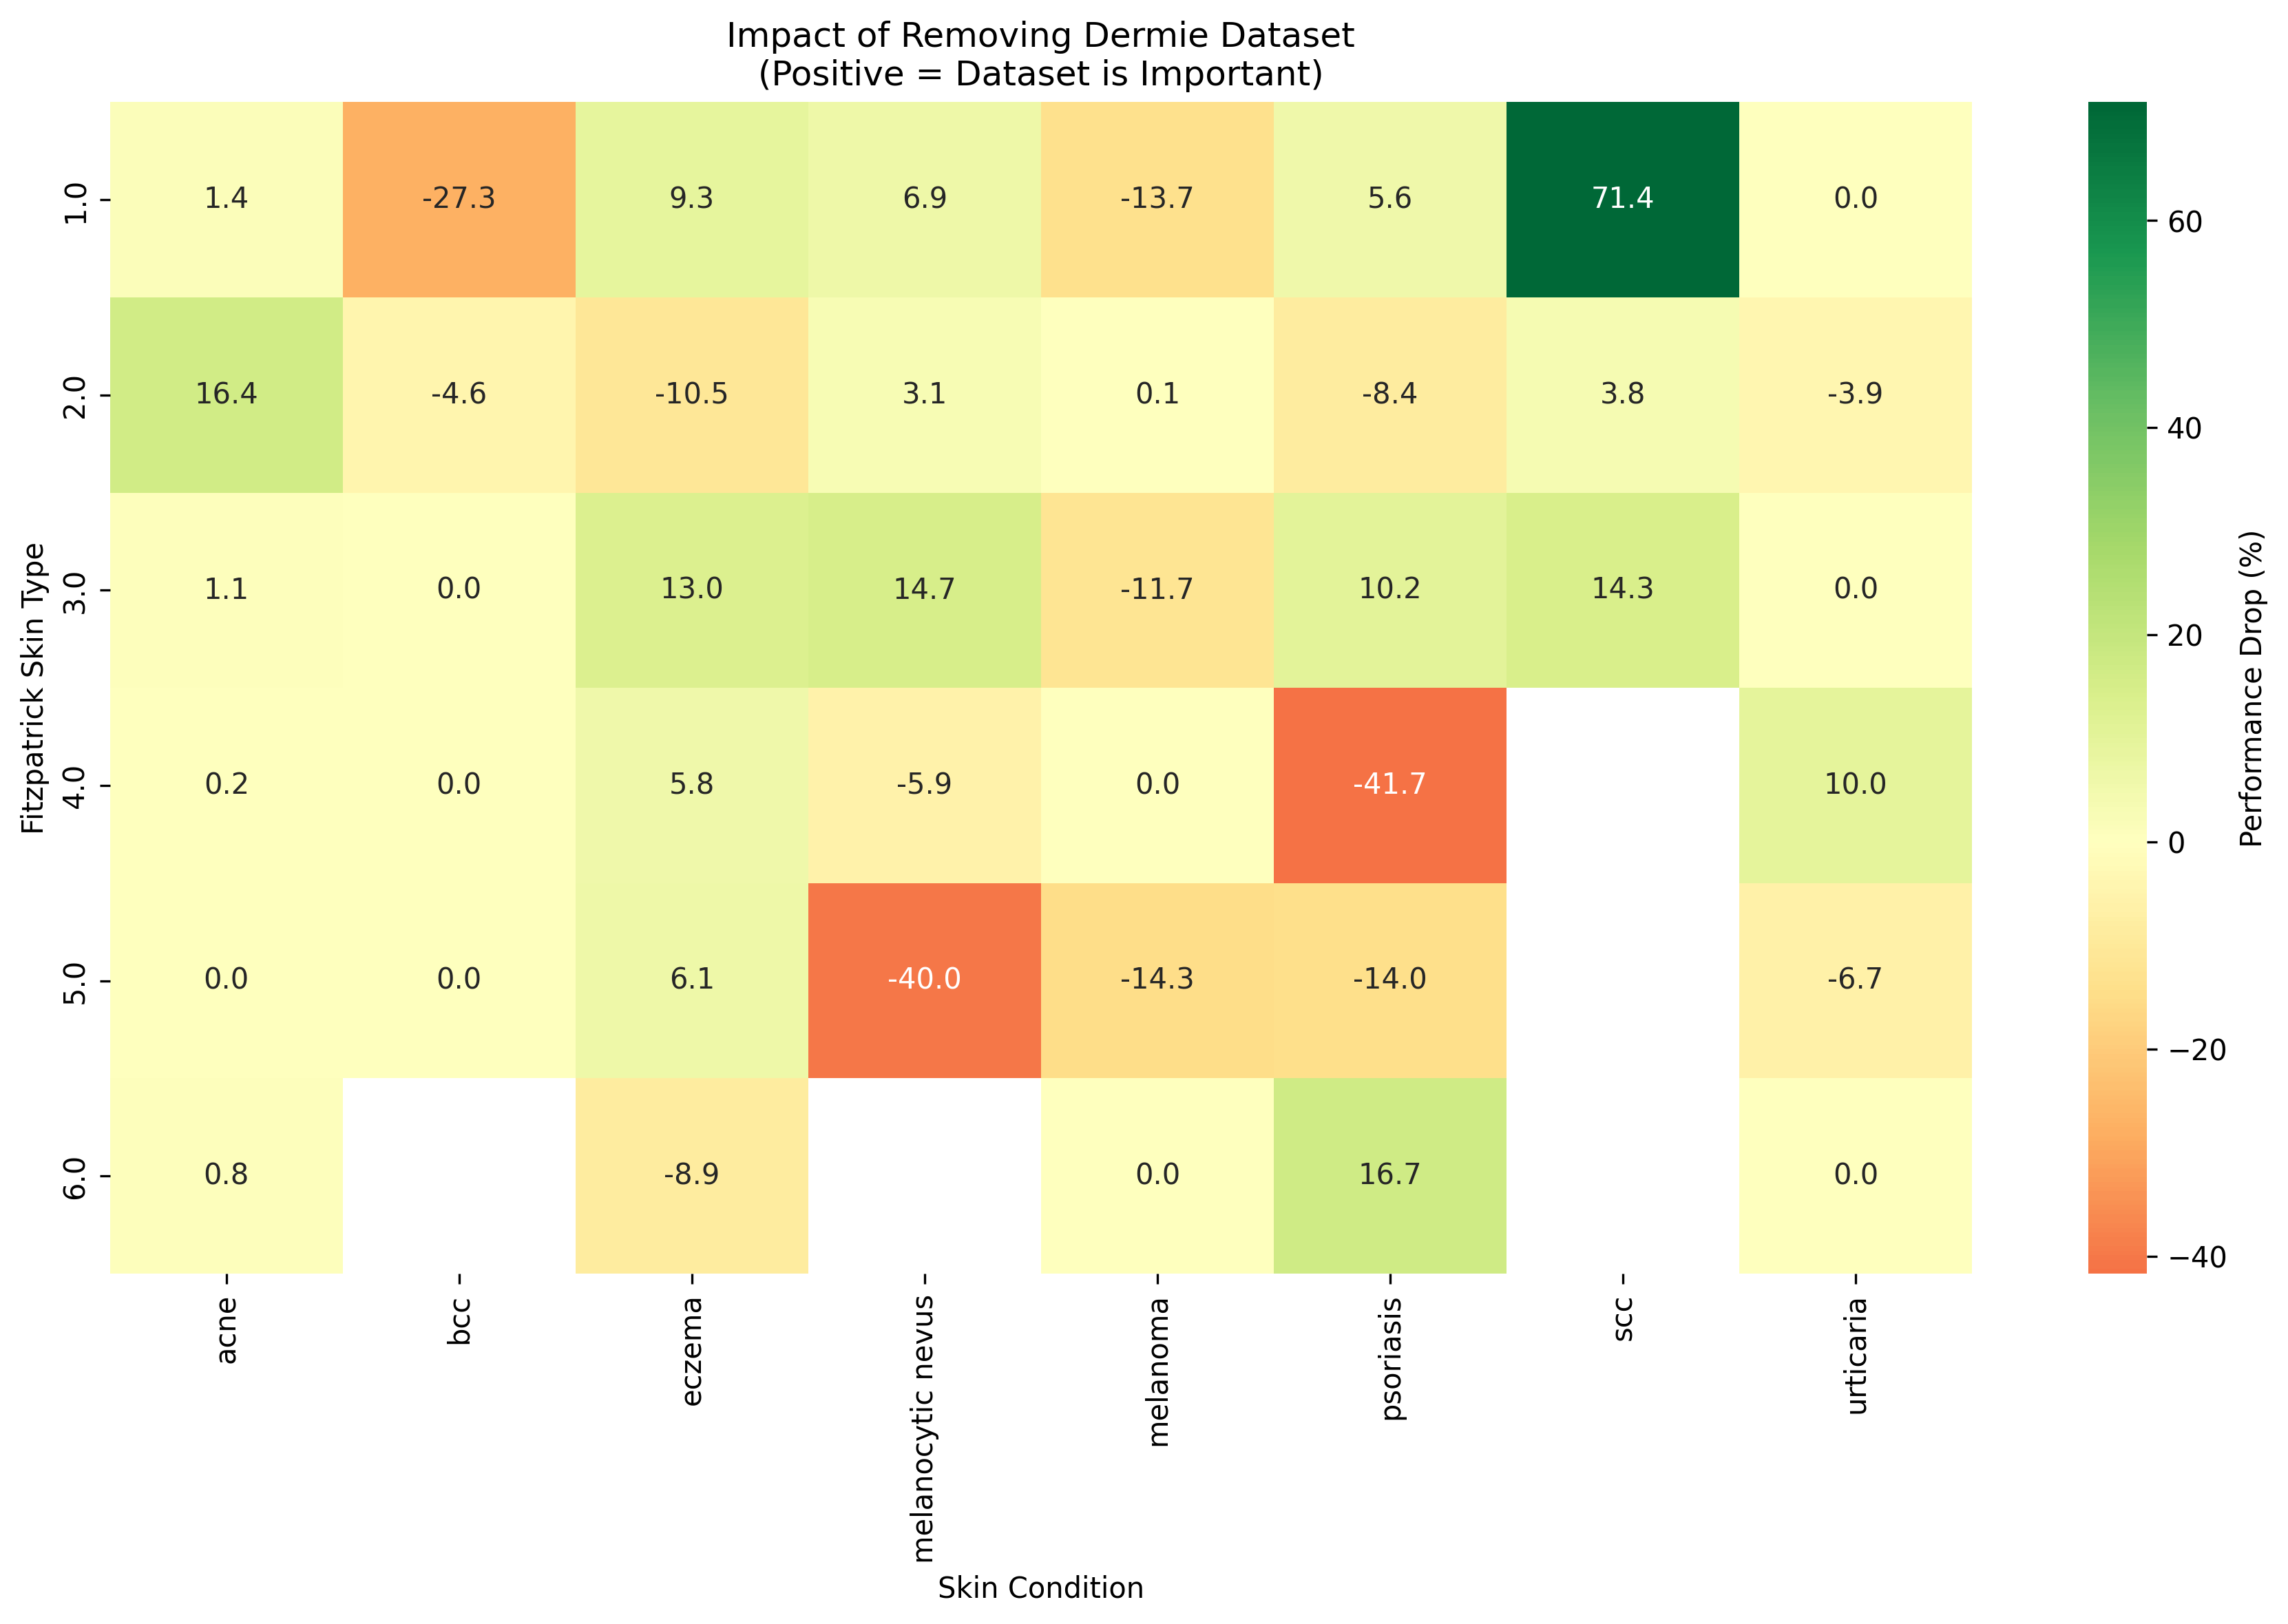 Impact of Removing Dermie Dataset
(Positive = Dataset is Important)
Fitzpatrick Skin Type
1.0 1.4 -27.3 9.3 6.9 -13.7 5.6 71.4 0.0
2.0 16.4 -4.6 -10.5 3.1 0.1 -8.4 3.8 -3.9
3.0 1.1 0.0 13.0 14.7 -11.7 10.2 14.3 0.0
4.0 0.2 0.0 5.8 -5.9 0.0 -41.7 10.0
5.0 0.0 0.0 6.1 -40.0 -14.3 -14.0 -6.7
6.0 0.8 -8.9 0.0 16.7 0.0
acne
bcc
eczema
melanocytic nevus
melanoma
psoriasis
scc
urticaria
Skin Condition
60
40
20
0
−20
−40
Performance Drop (%)